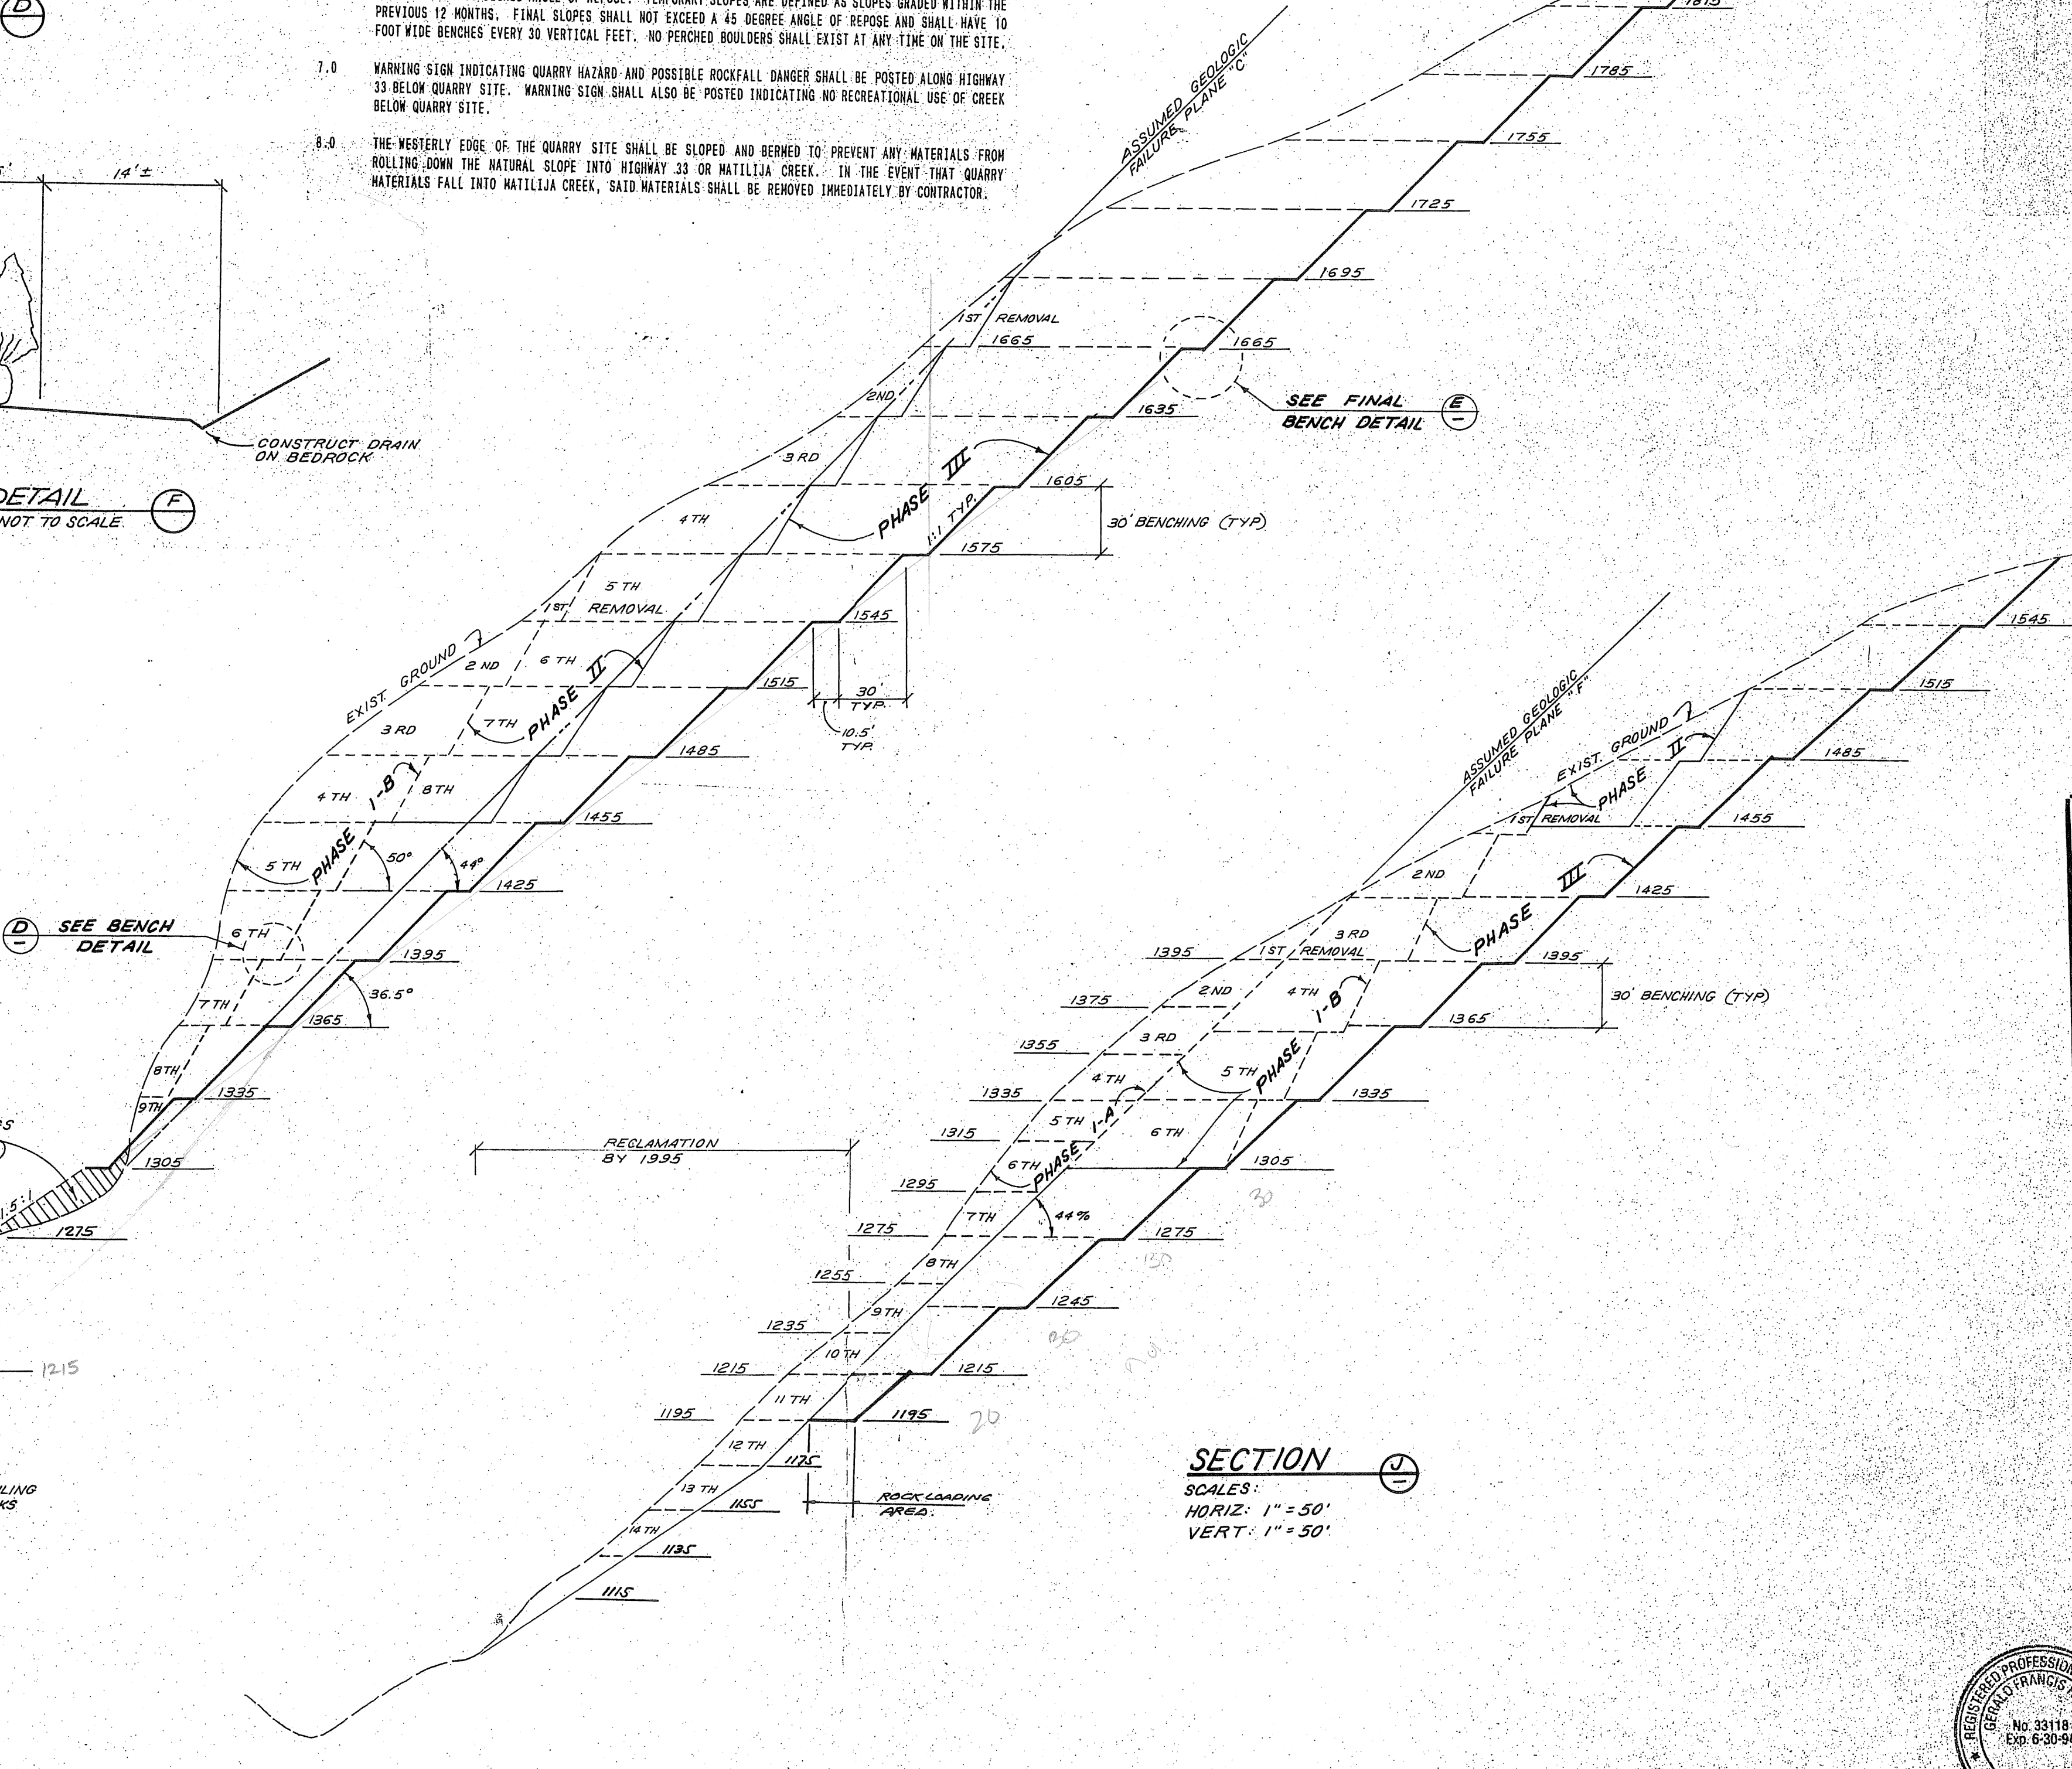 D
PREVIOUS 12 MONTHS. FINAL SLOPES SHALL NOT EXCEED A 45 DEGREE ANGLE OF REPOSE AND SHALL HAVE 10
FOOT WIDE BENCHES EVERY 30 VERTICAL FEET. NO PERCHED BOULDERS SHALL EXIST AT ANY TIME ON THE SITE.
7.0 WARNING SIGN INDICATING QUARRY HAZARD AND POSSIBLE ROCKFALL DANGER SHALL BE POSTED ALONG HIGHWAY
33 BELOW QUARRY SITE. WARNING SIGN SHALL ALSO BE POSTED INDICATING NO RECREATIONAL USE OF CREEK
BELOW QUARRY SITE.
8.0 THE WESTERLY EDGE OF THE QUARRY SITE SHALL BE SLOPED AND BERMED TO PREVENT ANY MATERIALS FROM
ROLLING DOWN THE NATURAL SLOPE INTO HIGHWAY 33 OR MATILIJA CREEK. IN THE EVENT THAT QUARRY
MATERIALS FALL INTO MATILIJA CREEK, SAID MATERIALS SHALL BE REMOVED IMMEDIATELY BY CONTRACTOR.
14' ±
CONSTRUCT DRAIN
ON BEDROCK
DETAIL F
NOT TO SCALE
ASSUMED GEOLOGIC
FAILURE PLANE "C"
1815
1785
1755
1725
1695
1ST REMOVAL
1665
1665
SEE FINAL
BENCH DETAIL
E
2ND
1635
3RD
PHASE III
1605
1:1 TYP.
30' BENCHING (TYP)
4TH
1575
5TH
1ST REMOVAL
1545
EXIST. GROUND
2ND
6TH
PHASE II
1515
30'
TYP.
10.5'
TYP.
3RD
7TH
1485
4TH
PHASE 1-B
8TH
1455
5TH
50°
44°
1425
D SEE BENCH
DETAIL
6TH
1395
36.5°
7TH
1365
8TH
1335
9TH
1305
1.5:1
1275
1215
RECLAMATION
BY 1995
ASSUMED GEOLOGIC
FAILURE PLANE "F"
1545
1515
EXIST. GROUND
PHASE II
1485
1ST REMOVAL
1455
2ND
PHASE III
1425
3RD
1395
1ST REMOVAL
1395
30' BENCHING (TYP)
1375
2ND
4TH
PHASE 1-B
1365
1355
3RD
5TH
1335
4TH
PHASE 1-A
1335
1315
5TH
6TH
1305
30
1295
6TH
1275
7TH
44%
1275
130
1255
8TH
1245
30
1235
9TH
10TH
1215
1215
11TH
1195
1195
20
12TH
1175
13TH
1155
ROCK LOADING
AREA
14TH
1135
1115
SECTION J
SCALES:
HORIZ: 1" = 50'
VERT: 1" = 50'
GERALD FRANCIS
No. 33118